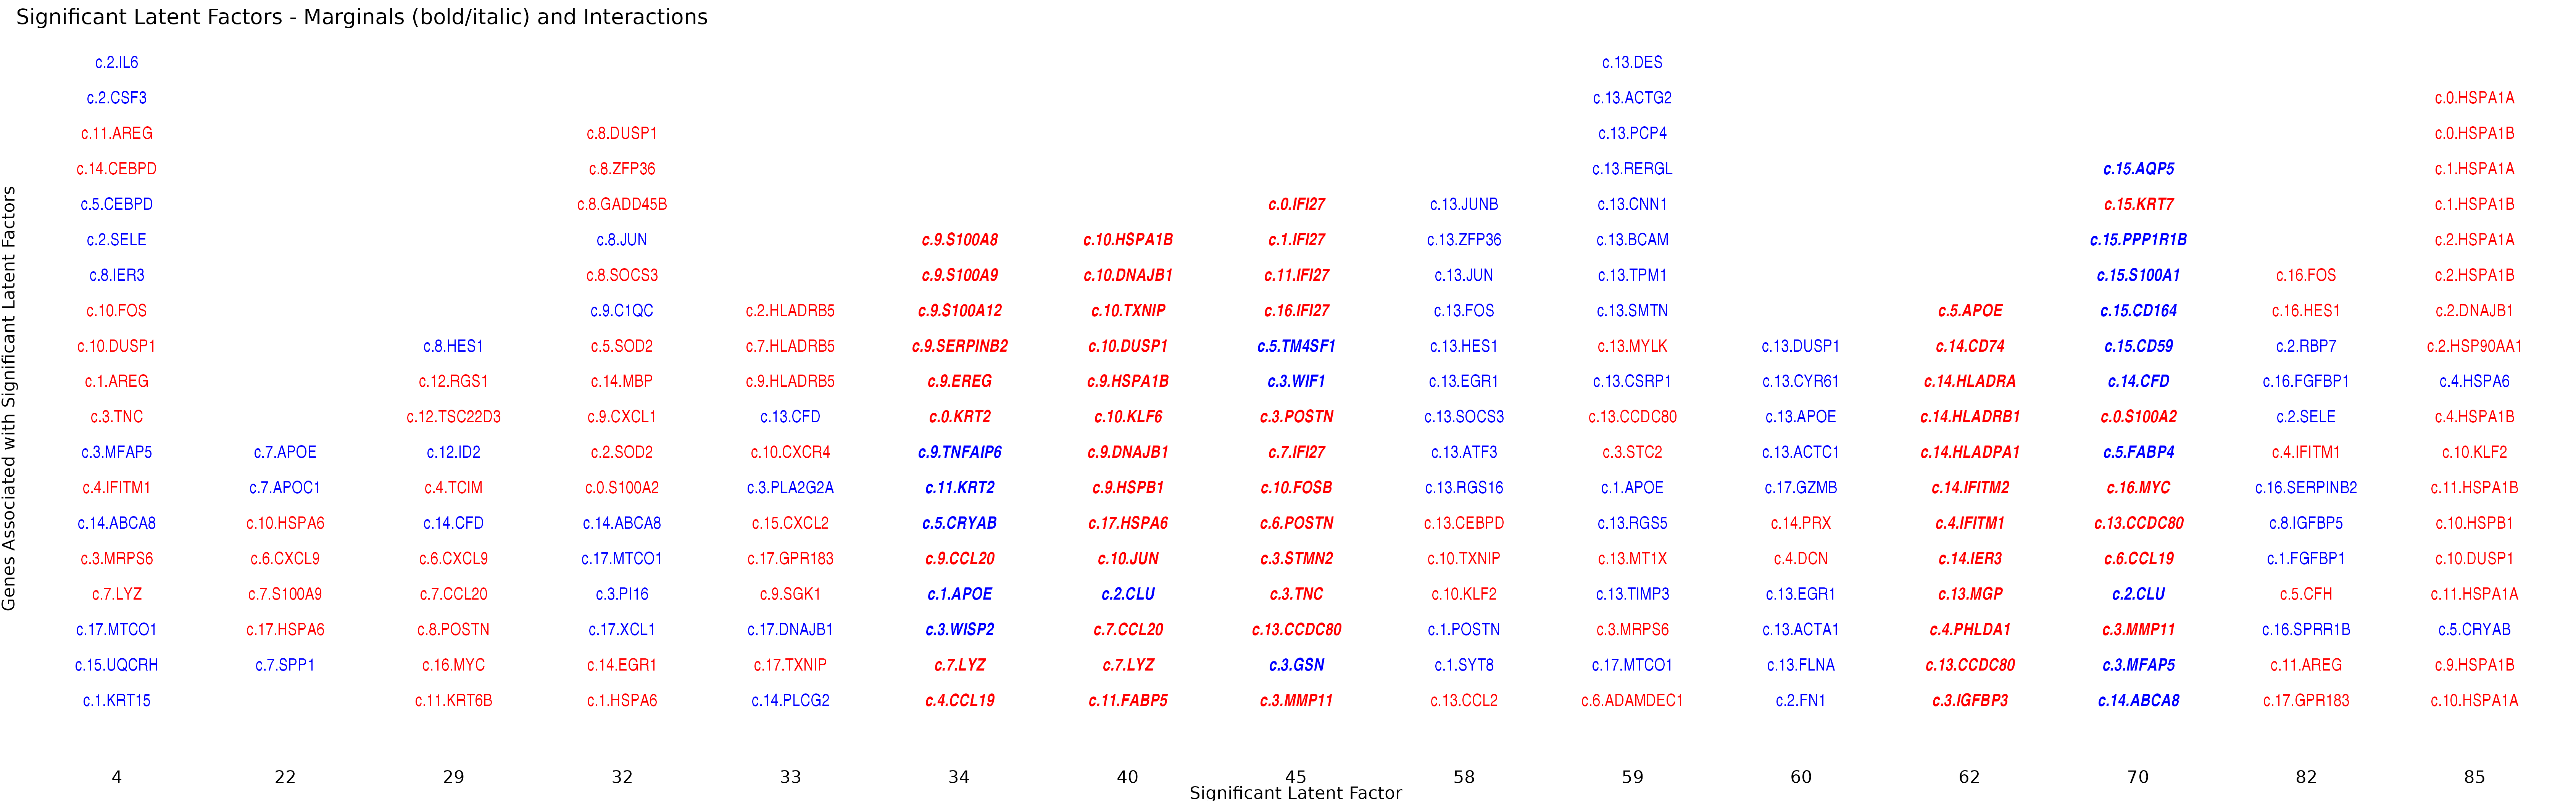 Significant Latent Factors - Marginals (bold/italic) and Interactions
Genes Associated with Significant Latent Factors
c.2.IL6 c.13.DES
c.2.CSF3 c.13.ACTG2 c.0.HSPA1A
c.11.AREG c.8.DUSP1 c.13.PCP4 c.0.HSPA1B
c.14.CEBPD c.8.ZFP36 c.13.RERGL c.15.AQP5 c.1.HSPA1A
c.5.CEBPD c.8.GADD45B c.0.IFI27 c.13.JUNB c.13.CNN1 c.15.KRT7 c.1.HSPA1B
c.2.SELE c.8.JUN c.9.S100A8 c.10.HSPA1B c.1.IFI27 c.13.ZFP36 c.13.BCAM c.15.PPP1R1B c.2.HSPA1A
c.8.IER3 c.8.SOCS3 c.9.S100A9 c.10.DNAJB1 c.11.IFI27 c.13.JUN c.13.TPM1 c.15.S100A1 c.16.FOS c.2.HSPA1B
c.10.FOS c.9.C1QC c.2.HLADRB5 c.9.S100A12 c.10.TXNIP c.16.IFI27 c.13.FOS c.13.SMTN c.5.APOE c.15.CD164 c.16.HES1 c.2.DNAJB1
c.10.DUSP1 c.8.HES1 c.5.SOD2 c.7.HLADRB5 c.9.SERPINB2 c.10.DUSP1 c.5.TM4SF1 c.13.HES1 c.13.MYLK c.13.DUSP1 c.14.CD74 c.15.CD59 c.2.RBP7 c.2.HSP90AA1
c.1.AREG c.12.RGS1 c.14.MBP c.9.HLADRB5 c.9.EREG c.9.HSPA1B c.3.WIF1 c.13.EGR1 c.13.CSRP1 c.13.CYR61 c.14.HLADRA c.14.CFD c.16.FGFBP1 c.4.HSPA6
c.3.TNC c.12.TSC22D3 c.9.CXCL1 c.13.CFD c.0.KRT2 c.10.KLF6 c.3.POSTN c.13.SOCS3 c.13.CCDC80 c.13.APOE c.14.HLADRB1 c.0.S100A2 c.2.SELE c.4.HSPA1B
c.3.MFAP5 c.7.APOE c.12.ID2 c.2.SOD2 c.10.CXCR4 c.9.TNFAIP6 c.9.DNAJB1 c.7.IFI27 c.13.ATF3 c.3.STC2 c.13.ACTC1 c.14.HLADPA1 c.5.FABP4 c.4.IFITM1 c.10.KLF2
c.4.IFITM1 c.7.APOC1 c.4.TCIM c.0.S100A2 c.3.PLA2G2A c.11.KRT2 c.9.HSPB1 c.10.FOSB c.13.RGS16 c.1.APOE c.17.GZMB c.14.IFITM2 c.16.MYC c.16.SERPINB2 c.11.HSPA1B
c.14.ABCA8 c.10.HSPA6 c.14.CFD c.14.ABCA8 c.15.CXCL2 c.5.CRYAB c.17.HSPA6 c.6.POSTN c.13.CEBPD c.13.RGS5 c.14.PRX c.4.IFITM1 c.13.CCDC80 c.8.IGFBP5 c.10.HSPB1
c.3.MRPS6 c.6.CXCL9 c.6.CXCL9 c.17.MTCO1 c.17.GPR183 c.9.CCL20 c.10.JUN c.3.STMN2 c.10.TXNIP c.13.MT1X c.4.DCN c.14.IER3 c.6.CCL19 c.1.FGFBP1 c.10.DUSP1
c.7.LYZ c.7.S100A9 c.7.CCL20 c.3.PI16 c.9.SGK1 c.1.APOE c.2.CLU c.3.TNC c.10.KLF2 c.13.TIMP3 c.13.EGR1 c.13.MGP c.2.CLU c.5.CFH c.11.HSPA1A
c.17.MTCO1 c.17.HSPA6 c.8.POSTN c.17.XCL1 c.17.DNAJB1 c.3.WISP2 c.7.CCL20 c.13.CCDC80 c.1.POSTN c.3.MRPS6 c.13.ACTA1 c.4.PHLDA1 c.3.MMP11 c.16.SPRR1B c.5.CRYAB
c.15.UQCRH c.7.SPP1 c.16.MYC c.14.EGR1 c.17.TXNIP c.7.LYZ c.7.LYZ c.3.GSN c.1.SYT8 c.17.MTCO1 c.13.FLNA c.13.CCDC80 c.3.MFAP5 c.11.AREG c.9.HSPA1B
c.1.KRT15 c.11.KRT6B c.1.HSPA6 c.14.PLCG2 c.4.CCL19 c.11.FABP5 c.3.MMP11 c.13.CCL2 c.6.ADAMDEC1 c.2.FN1 c.3.IGFBP3 c.14.ABCA8 c.17.GPR183 c.10.HSPA1A
4 22 29 32 33 34 40 45 58 59 60 62 70 82 85
Significant Latent Factor